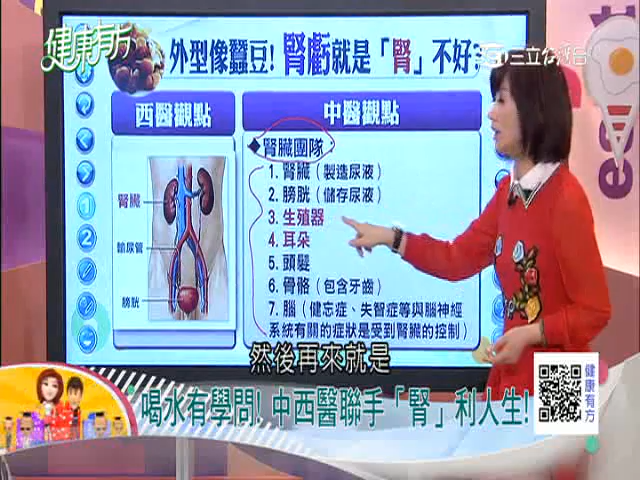 健康有方
外型像蠶豆! 腎虧就是「腎」不好?
三立台灣台
西醫觀點
腎臟
輸尿管
膀胱
中醫觀點
◆腎臟團隊
1. 腎臟（製造尿液）
2. 膀胱（儲存尿液）
3. 生殖器
4. 耳朵
5. 頭髮
6. 骨骼（包含牙齒）
7. 腦（健忘症、失智症等與腦神經
系統有關的症狀是受到腎臟的控制）
1
2
然後再來就是
喝水有學問! 中西醫聯手「腎」利人生!
健康有方